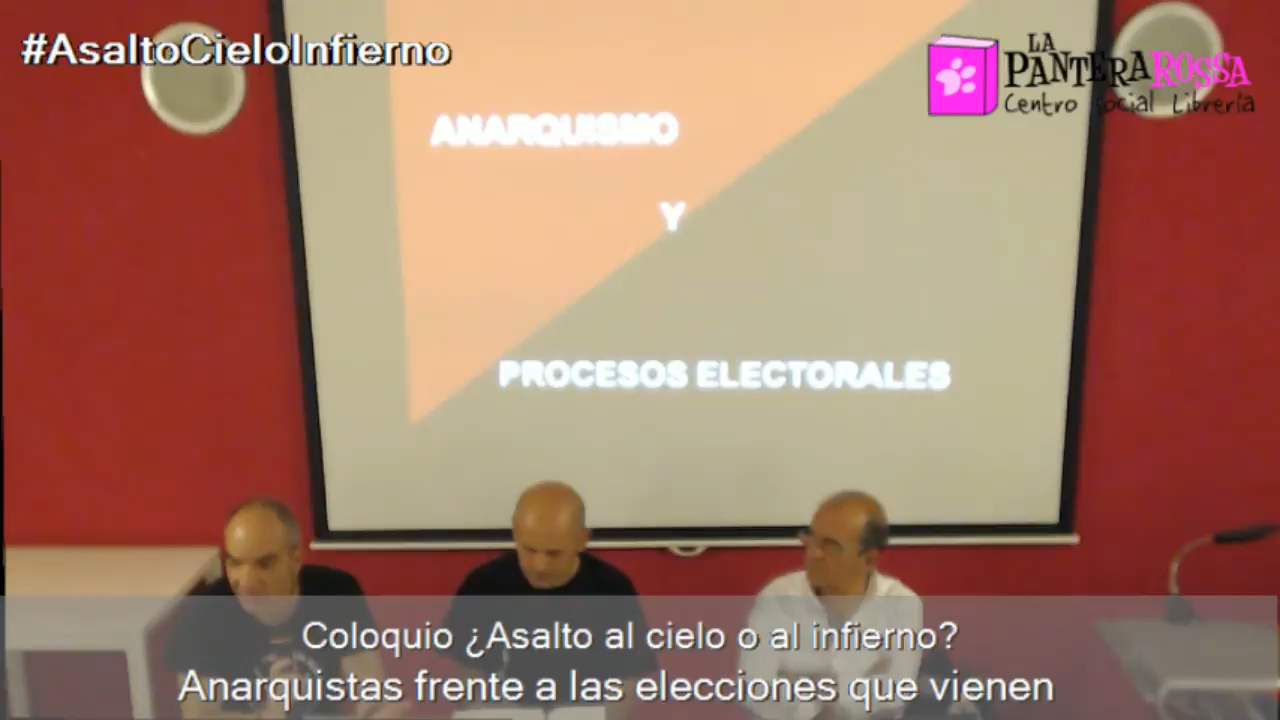 #AsaltoCieloInfierno
LA
PANTERA ROSSA
Centro social Librería
ANARQUISMO
Y
PROCESOS ELECTORALES
Coloquio ¿Asalto al cielo o al infierno?
Anarquistas frente a las elecciones que vienen